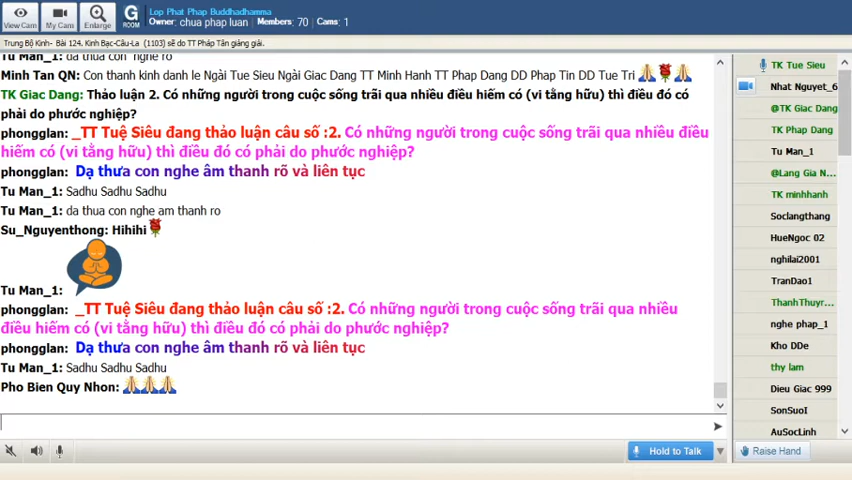 View Cam
My Cams
Enlarge
G
ROOM
Lop Phat Phap Buddhadhamma
Owner: chua phap luan Members: 70 Cams: 1
Trung Bộ Kinh- Bài 124. Kinh Bạc-Câu-La (1103) sẽ do TT Pháp Tân giảng giải.
Tu Man_1: da thua con nghe ro
Minh Tan QN: Con thanh kinh danh le Ngài Tue Sieu Ngài Giac Dang TT Minh Hanh TT Phap Dang DD Phap Tin DD Tue Tri
TK Giac Dang: Thảo luận 2. Có những người trong cuộc sống trãi qua nhiều điều hiếm có (vi tằng hữu) thì điều đó có
phải do phước nghiệp?
phongglan: _TT Tuệ Siêu đang thảo luận câu số :2. Có những người trong cuộc sống trãi qua nhiều điều
hiếm có (vi tằng hữu) thì điều đó có phải do phước nghiệp?
phongglan: Dạ thưa con nghe âm thanh rõ và liên tục
Tu Man_1: Sadhu Sadhu Sadhu
Tu Man_1: da thua con nghe am thanh ro
Su_Nguyenthong: Hihihi
Tu Man_1:
phongglan: _TT Tuệ Siêu đang thảo luận câu số :2. Có những người trong cuộc sống trãi qua nhiều
điều hiếm có (vi tằng hữu) thì điều đó có phải do phước nghiệp?
phongglan: Dạ thưa con nghe âm thanh rõ và liên tục
Tu Man_1: Sadhu Sadhu Sadhu
Pho Bien Quy Nhon:
Hold to Talk
TK Tue Sieu
Nhat Nguyet_6
@TK Giac Dang
TK Phap Dang
Tu Man_1
@Lang Gia N...
TK minhhanh
Soclangthang
HueNgoc 02
nghilai2001
TranDao1
ThanhThuyr...
nghe phap_1
Kho DDe
thy lam
Dieu Giac 999
SonSuoI
AuSocLinh
Raise Hand